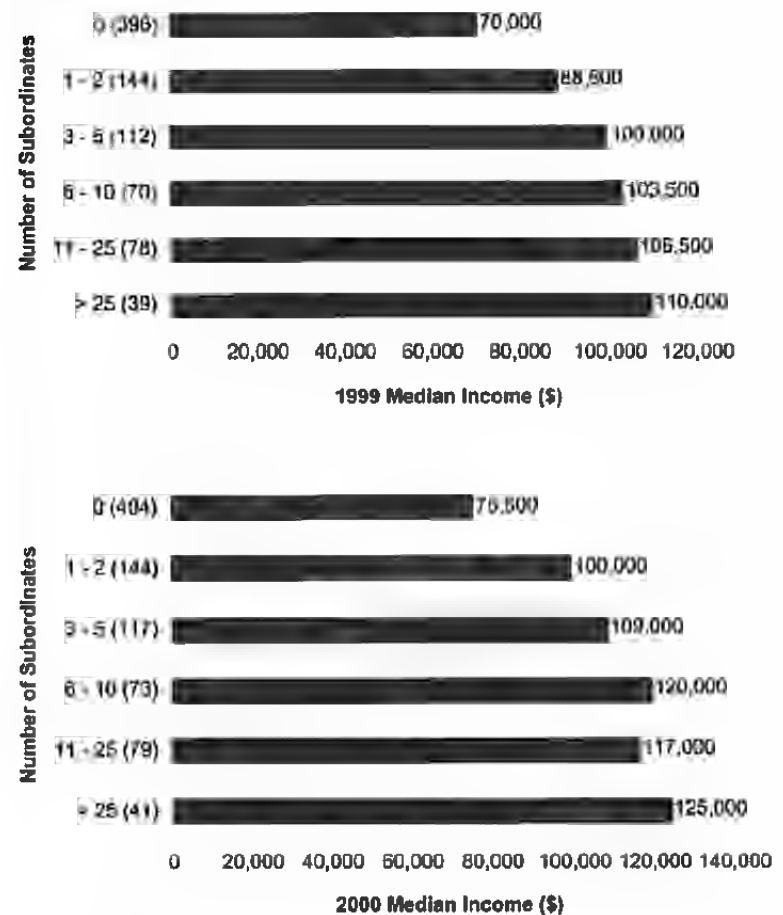 Number of Subordinates
0 (396) 70,000
1 - 2 (144) 88,500
3 - 5 (112) 100,000
6 - 10 (70) 103,500
11 - 25 (78) 106,500
> 25 (39) 110,000
0 20,000 40,000 60,000 80,000 100,000 120,000
1999 Median Income ($)
Number of Subordinates
0 (404) 75,500
1 - 2 (144) 100,000
3 - 5 (117) 109,000
6 - 10 (73) 120,000
11 - 25 (79) 117,000
> 25 (41) 125,000
0 20,000 40,000 60,000 80,000 100,000 120,000 140,000
2000 Median Income ($)